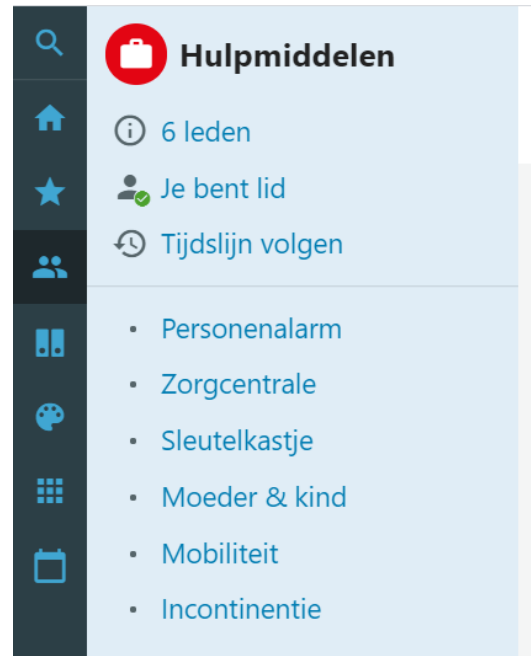 Hulpmiddelen
6 leden
Je bent lid
Tijdslijn volgen
Personenalarm
Zorgcentrale
Sleutelkastje
Moeder & kind
Mobiliteit
Incontinentie